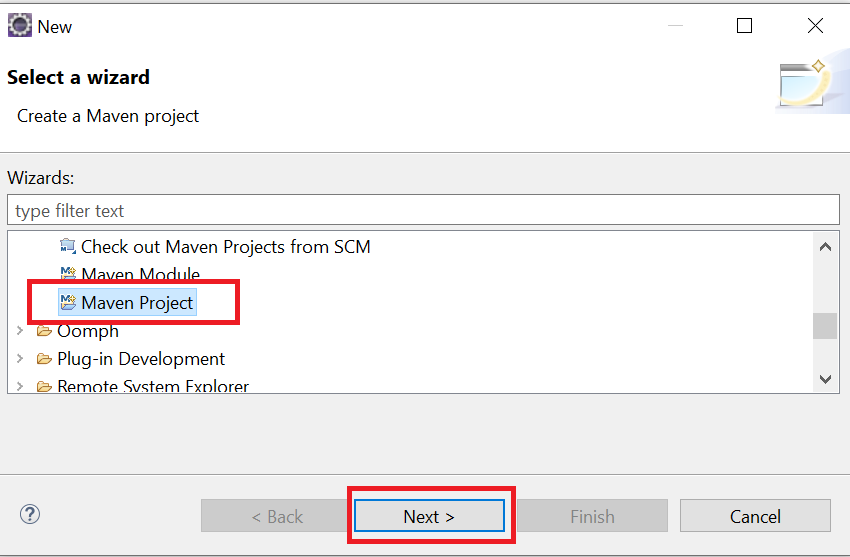 New
Select a wizard
Create a Maven project
Wizards:
type filter text
Check out Maven Projects from SCM
Maven Module
Maven Project
Oomph
Plug-in Development
Remote System Explorer
< Back
Next >
Finish
Cancel